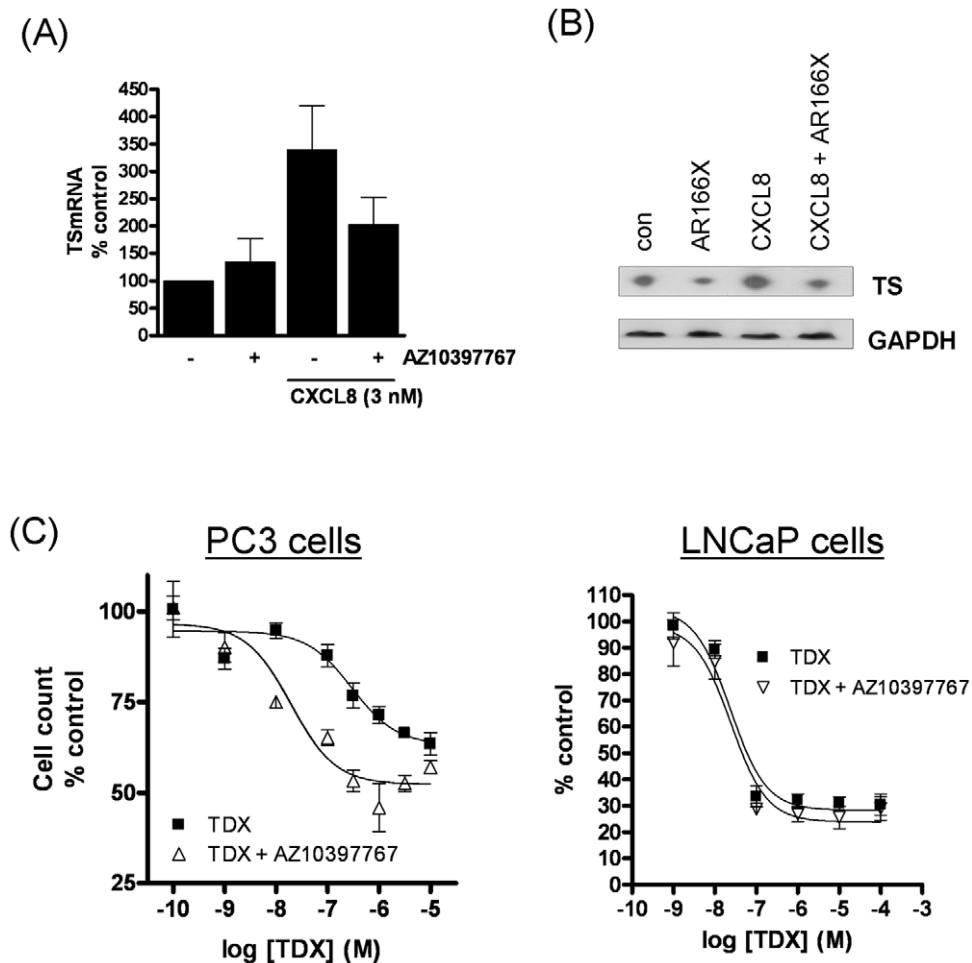 (A)
450
400
350
300
250
200
150
100
50
0
TSmRNA
% control
- + - + AZ10397767
CXCL8 (3 nM)
(B)
con
AR166X
CXCL8
CXCL8 + AR166X
TS
GAPDH
(C)
PC3 cells
100
75
50
25
Cell count
% control
TDX
TDX + AZ10397767
-10 -9 -8 -7 -6 -5
log [TDX] (M)
LNCaP cells
110
100
90
80
70
60
50
40
30
20
10
0
% control
TDX
TDX + AZ10397767
-10 -9 -8 -7 -6 -5 -4 -3
log [TDX] (M)